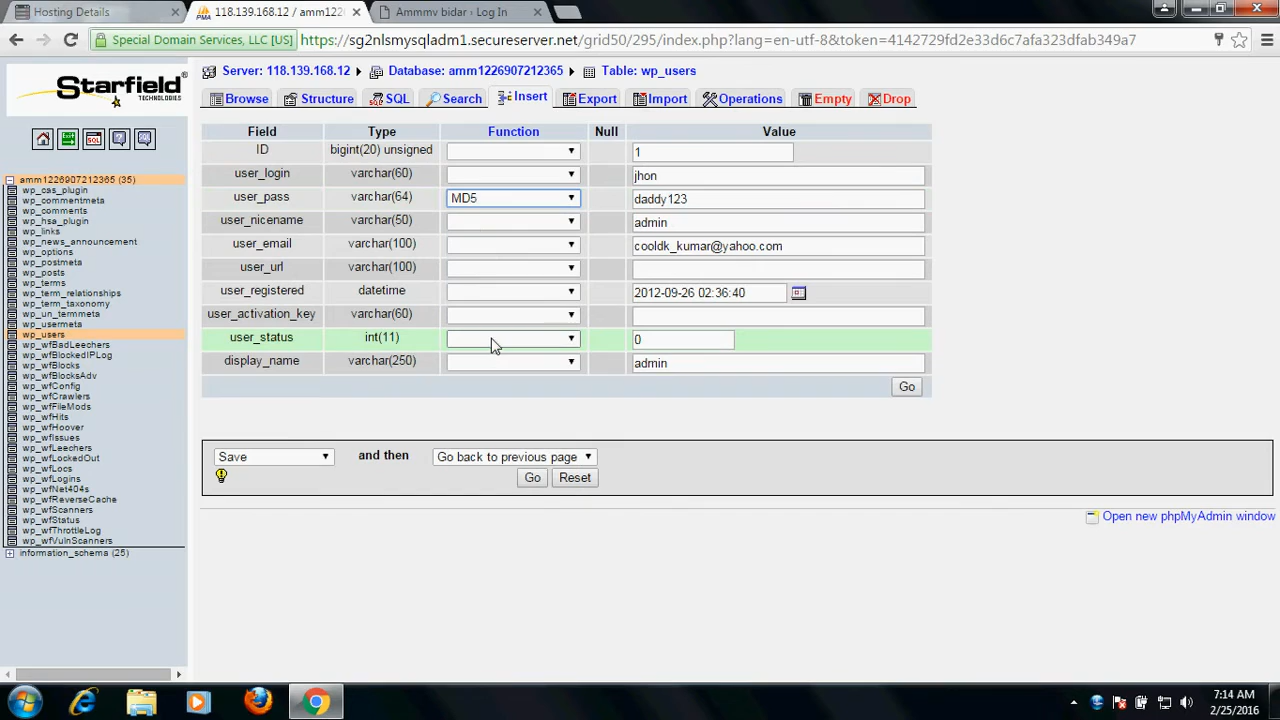 Hosting Details
118.139.168.12 / amm122
Ammmv bidar › Log In
Special Domain Services, LLC [US]
https://sg2nlsmysqladm1.secureserver.net/grid50/295/index.php?lang=en-utf-8&token=4142729fd2e33d6c7afa323dfab349a7
Starfield
TECHNOLOGIES
Server: 118.139.168.12
Database: amm1226907212365
Table: wp_users
Browse
Structure
SQL
Search
Insert
Export
Import
Operations
Empty
Drop
amm1226907212365 (35)
wp_cas_plugin
wp_commentmeta
wp_comments
wp_hsa_plugin
wp_links
wp_news_announcement
wp_options
wp_postmeta
wp_posts
wp_terms
wp_term_relationships
wp_term_taxonomy
wp_un_termmeta
wp_usermeta
wp_users
wp_wfBadLeechers
wp_wfBlockedIPLog
wp_wfBlocks
wp_wfBlocksAdv
wp_wfConfig
wp_wfCrawlers
wp_wfFileMods
wp_wfHits
wp_wfHoover
wp_wfIssues
wp_wfLeechers
wp_wfLockedOut
wp_wfLocs
wp_wfLogins
wp_wfNet404s
wp_wfReverseCache
wp_wfScanners
wp_wfStatus
wp_wfThrottleLog
wp_wfVulnScanners
information_schema (25)
Field Type Function Null Value
ID bigint(20) unsigned 1
user_login varchar(60) jhon
user_pass varchar(64) MD5 daddy123
user_nicename varchar(50) admin
user_email varchar(100) cooldk_kumar@yahoo.com
user_url varchar(100)
user_registered datetime 2012-09-26 02:36:40
user_activation_key varchar(60)
user_status int(11) 0
display_name varchar(250) admin
Go
Save and then Go back to previous page
Go Reset
Open new phpMyAdmin window
7:14 AM
2/25/2016